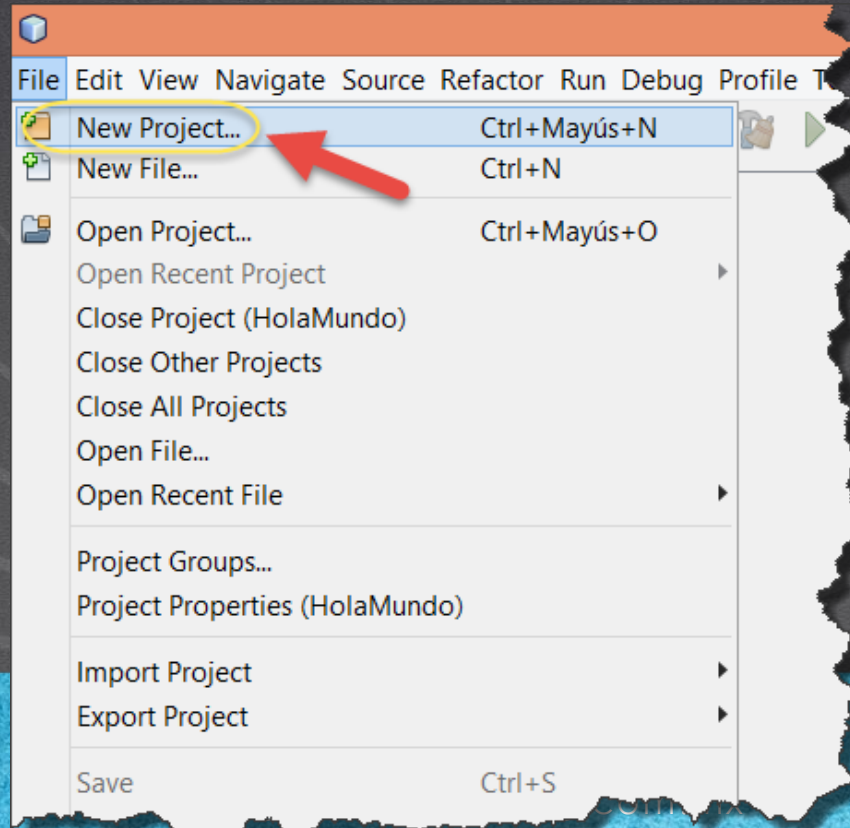 File Edit View Navigate Source Refactor Run Debug Profile
New Project... Ctrl+Mayús+N
New File... Ctrl+N
Open Project... Ctrl+Mayús+O
Open Recent Project
Close Project (HolaMundo)
Close Other Projects
Close All Projects
Open File...
Open Recent File
Project Groups...
Project Properties (HolaMundo)
Import Project
Export Project
Save Ctrl+S